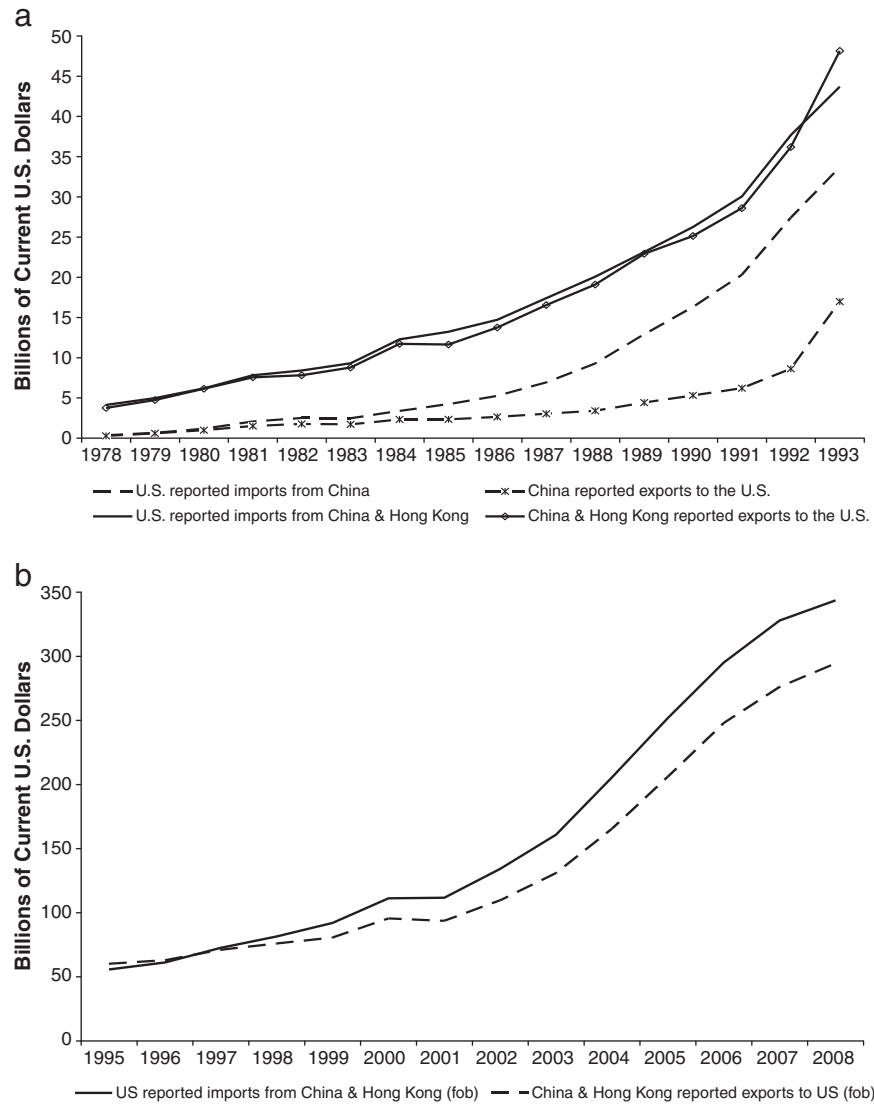 a
Billions of Current U.S. Dollars
50
45
40
35
30
25
20
15
10
5
0
1978 1979 1980 1981 1982 1983 1984 1985 1986 1987 1988 1989 1990 1991 1992 1993
U.S. reported imports from China China reported exports to the U.S.
U.S. reported imports from China & Hong Kong China & Hong Kong reported exports to the U.S.
b
Billions of Current U.S. Dollars
350
300
250
200
150
100
50
0
1995 1996 1997 1998 1999 2000 2001 2002 2003 2004 2005 2006 2007 2008
US reported imports from China & Hong Kong (fob) China & Hong Kong reported exports to US (fob)